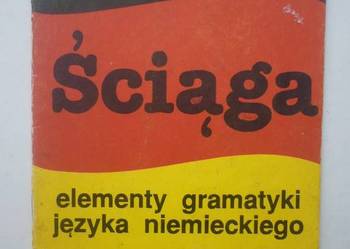 Ściąga
elementy gramatyki
języka niemieckiego